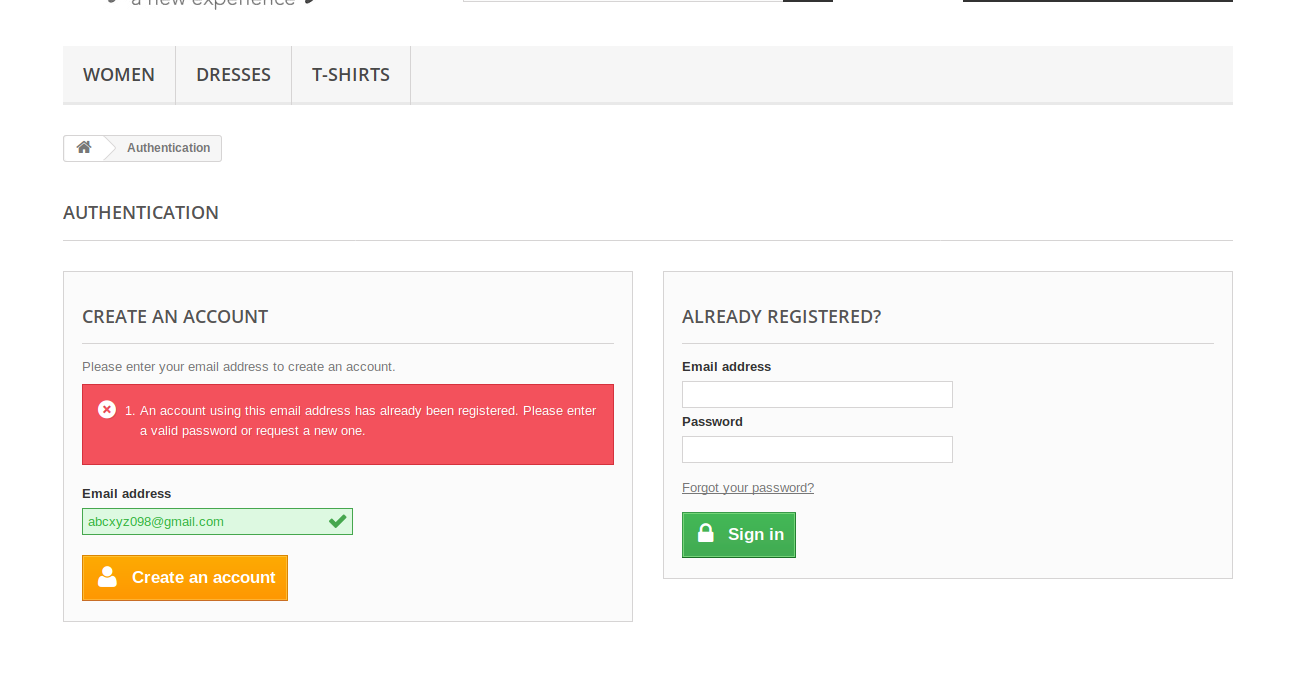 a new experience
WOMEN
DRESSES
T-SHIRTS
Authentication
AUTHENTICATION
CREATE AN ACCOUNT
Please enter your email address to create an account.
1. An account using this email address has already been registered. Please enter
a valid password or request a new one.
Email address
abcxyz098@gmail.com
Create an account
ALREADY REGISTERED?
Email address
Password
Forgot your password?
Sign in